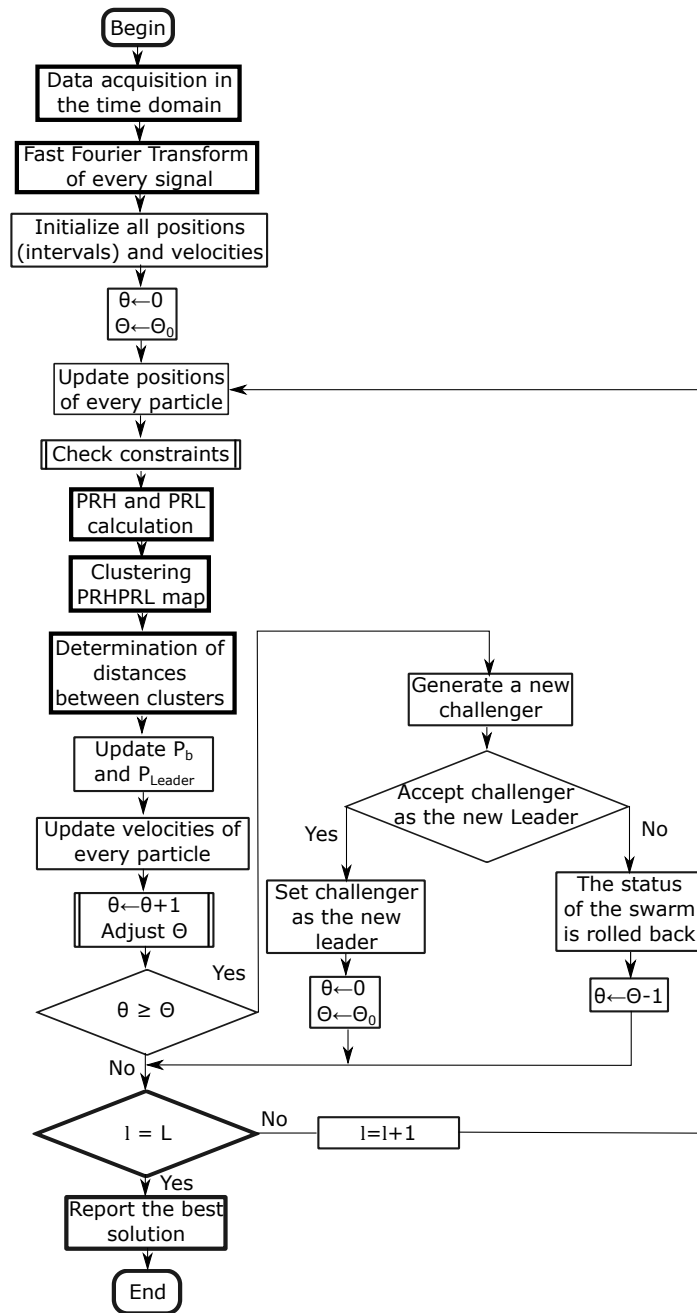 Begin
Data acquisition in
the time domain
Fast Fourier Transform
of every signal
Initialize all positions
(intervals) and velocities
θ←0
Θ←Θ₀
Update positions
of every particle
Check constraints
PRH and PRL
calculation
Clustering
PRHPRL map
Determination of
distances
between clusters
Update P_b
and P_Leader
Update velocities of
every particle
θ←θ+1
Adjust Θ
θ ≥ Θ
Yes
No
Generate a new
challenger
Accept challenger
as the new Leader
Yes
No
Set challenger
as the new
leader
θ←0
Θ←Θ₀
The status
of the swarm
is rolled back
θ←Θ-1
l = L
No
l=l+1
Yes
Report the best
solution
End